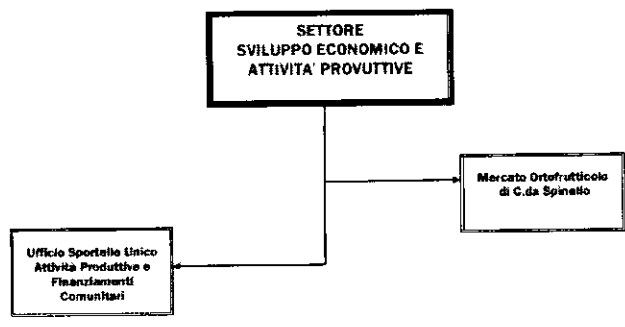 SETTORE
SVILUPPO ECONOMICO E
ATTIVITA' PROVUTTIVE
Mercato Ortofrutticolo
di C.da Spinello
Ufficio Sportello Unico
Attività Produttive e
Finanziamenti
Comunitari